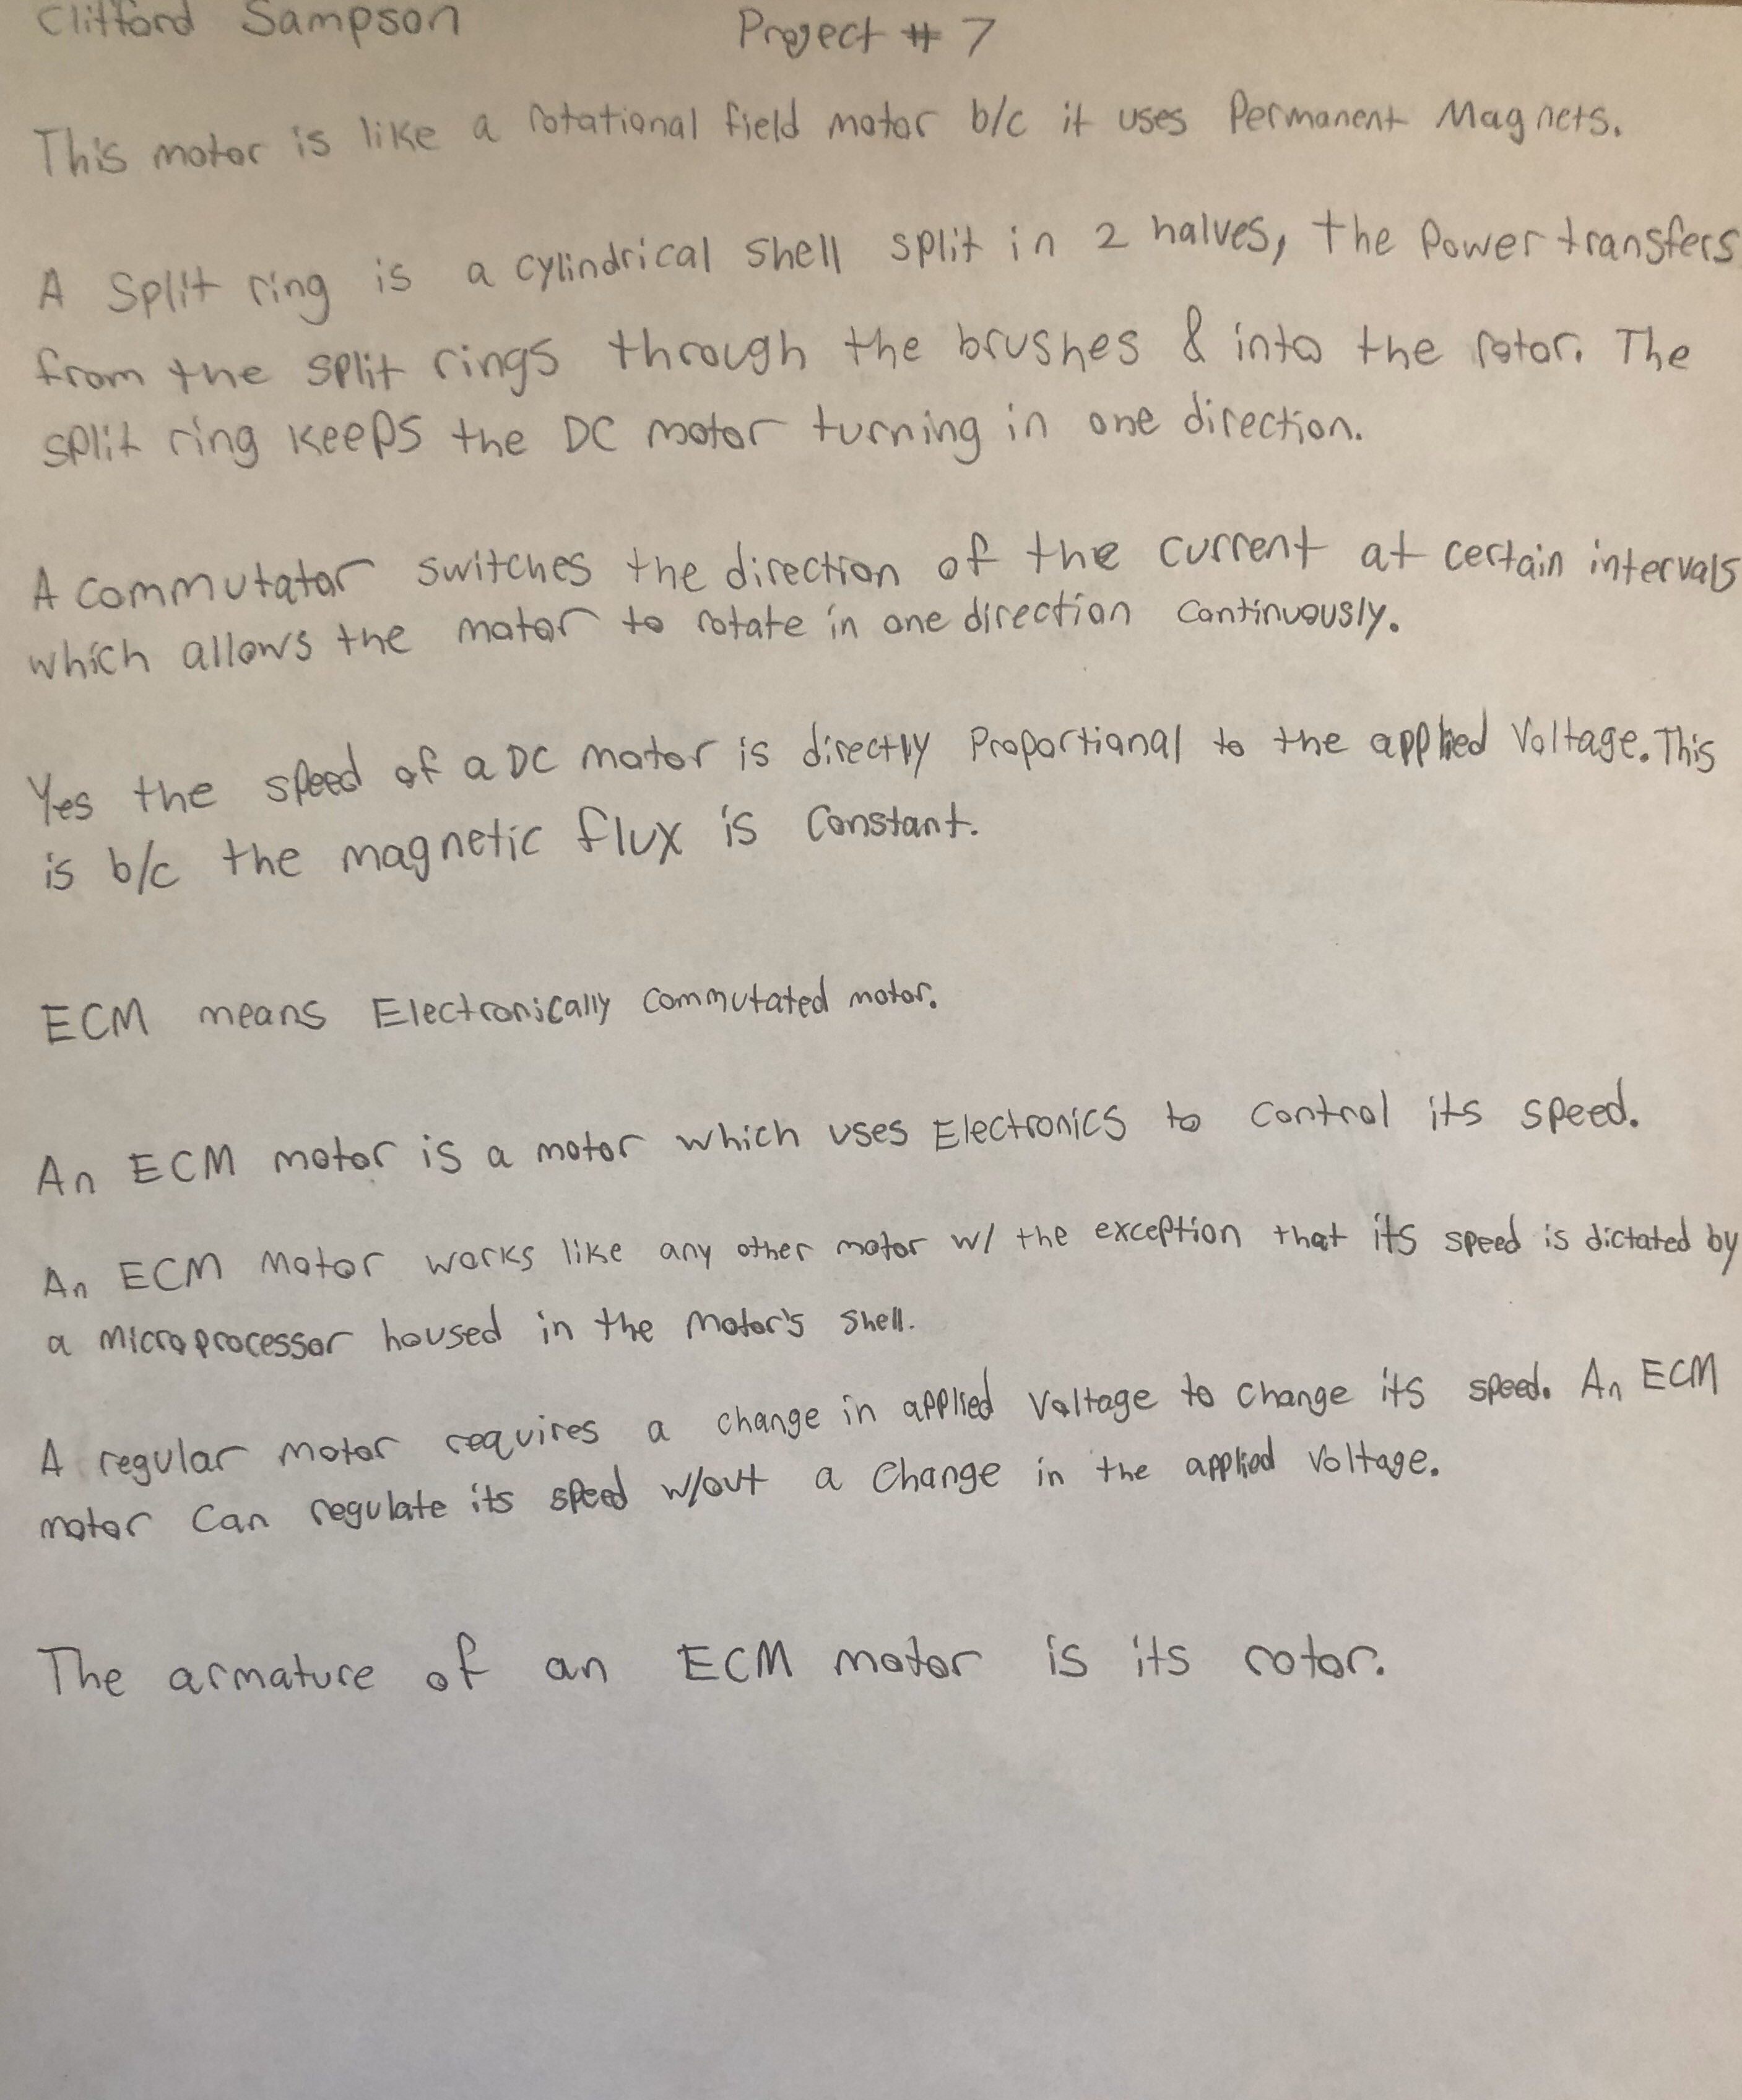 Clifford Sampson Project # 7
This motor is like a rotational field motor b/c it uses Permanent Magnets.
A Split ring is a cylindrical shell split in 2 halves, the Power transfers
from the split rings through the brushes & into the rotor. The
split ring keeps the DC motor turning in one direction.
A commutator switches the direction of the current at certain intervals
which allows the motor to rotate in one direction continuously.
Yes the speed of a DC motor is directly Proportional to the applied Voltage. This
is b/c the magnetic flux is Constant.
ECM means Electronically commutated motor.
An ECM motor is a motor which uses Electronics to control its speed.
An ECM Motor works like any other motor w/ the exception that its speed is dictated by
a microprocessor housed in the motor's shell.
A regular motor requires a change in applied Voltage to change its speed. An ECM
motor can regulate its speed w/out a change in the applied voltage.
The armature of an ECM motor is its rotor.